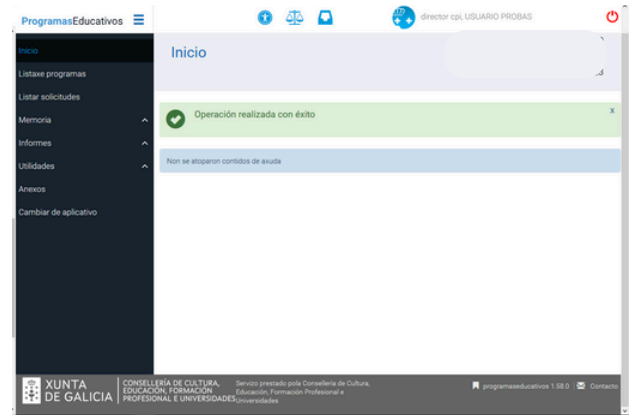 ProgramasEducativos
director cpi, USUARIO PROBAS
Inicio
Listaxe programas
Listar solicitudes
Memoria
Informes
Utilidades
Anexos
Cambiar de aplicativo
Inicio
Operación realizada con éxito
x
Non se atoparon contidos de axuda
XUNTA
DE GALICIA
CONSELLERÍA DE CULTURA,
EDUCACIÓN, FORMACIÓN
PROFESIONAL E UNIVERSIDADES
Servizo prestado pola Consellería de Cultura,
Educación, Formación Profesional e
Universidades
programaseducativos 1.58.0
Contacto